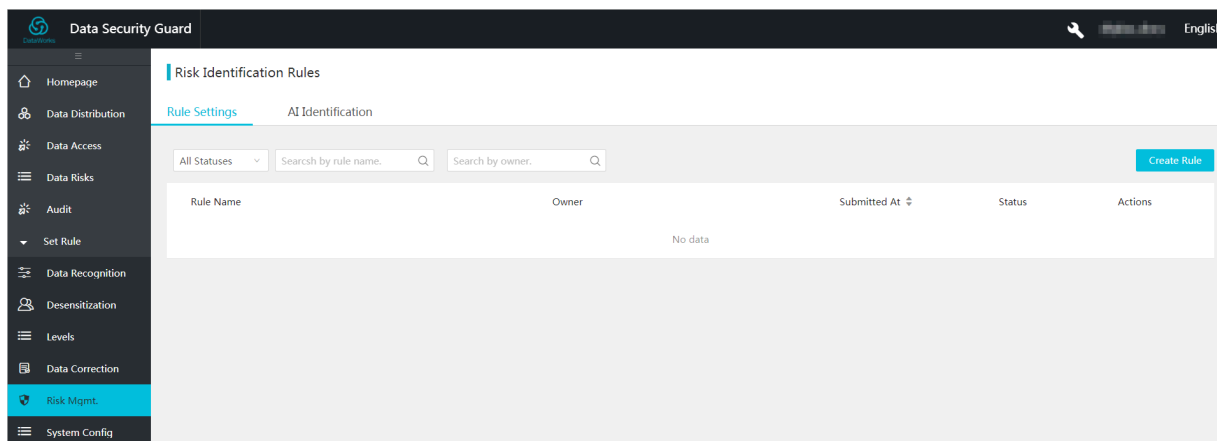 Data Security Guard
Englis
DataWorks
Homepage
Data Distribution
Data Access
Data Risks
Audit
Set Rule
Data Recognition
Desensitization
Levels
Data Correction
Risk Mgmt.
System Config
Risk Identification Rules
Rule Settings AI Identification
All Statuses Searcsh by rule name. Search by owner. Create Rule
Rule Name Owner Submitted At Status Actions
No data